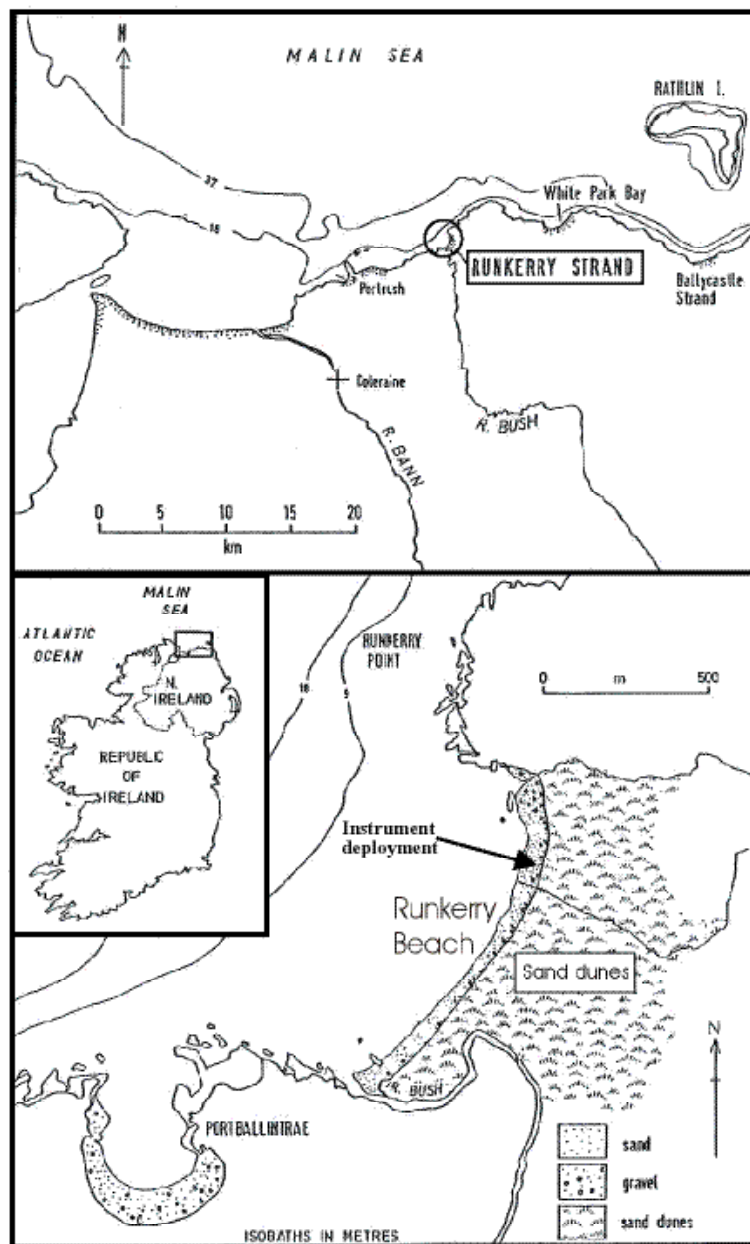 N
MALIN SEA
RATHLIN I.
37
18
White Park Bay
RUNKERRY STRAND
Portrush
Ballycastle
Strand
Coleraine
R. BUSH
R. BANN
0 5 10 15 20
km
MALIN
SEA
ATLANTIC
OCEAN
N.
IRELAND
REPUBLIC
OF
IRELAND
RUNKERRY
POINT
18
9
0 m 500
Instrument
deployment
Runkerry
Beach
Sand dunes
N
R. BUSH
PORTBALLINTRAE
sand
gravel
sand dunes
ISOBATHS IN METRES